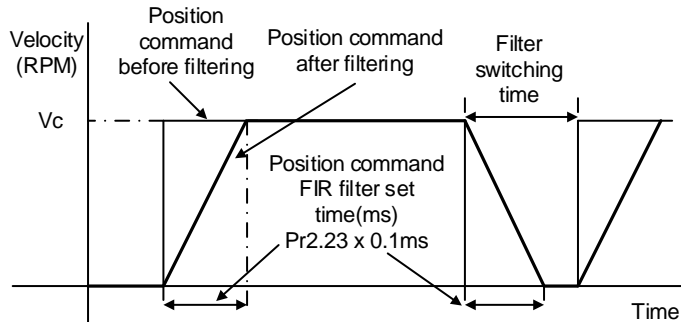 Velocity
(RPM)
Position
command
before filtering
Position command
after filtering
Filter
switching
time
Vc
Position command
FIR filter set
time(ms)
Pr2.23 x 0.1ms
Time